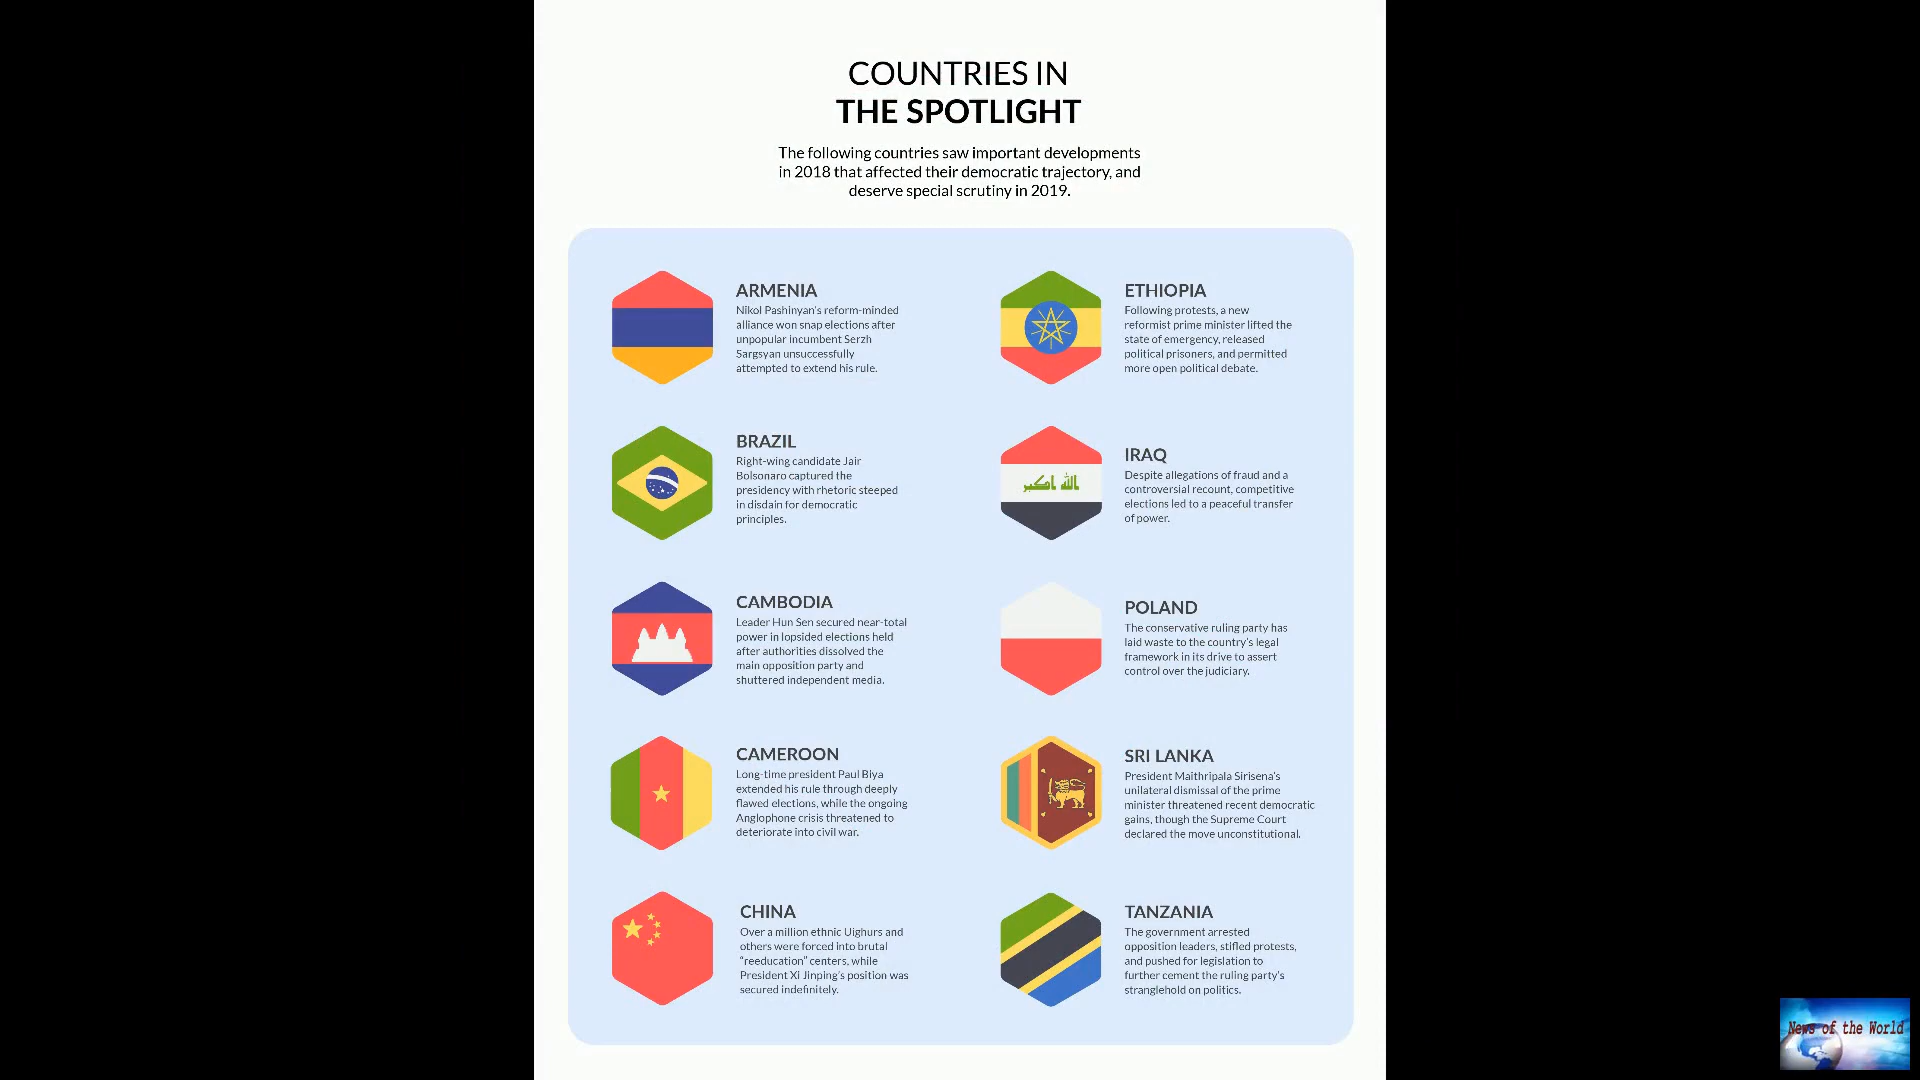 COUNTRIES IN
THE SPOTLIGHT
The following countries saw important developments
in 2018 that affected their democratic trajectory, and
deserve special scrutiny in 2019.
ARMENIA
Nikol Pashinyan's reform-minded
alliance won snap elections after
unpopular incumbent Serzh
Sargsyan unsuccessfully
attempted to extend his rule.
BRAZIL
Right-wing candidate Jair
Bolsonaro captured the
presidency with rhetoric steeped
in disdain for democratic
principles.
CAMBODIA
Leader Hun Sen secured near-total
power in lopsided elections held
after authorities dissolved the
main opposition party and
shuttered independent media.
CAMEROON
Long-time president Paul Biya
extended his rule through deeply
flawed elections, while the ongoing
Anglophone crisis threatened to
deteriorate into civil war.
CHINA
Over a million ethnic Uighurs and
others were forced into brutal
“reeducation” centers, while
President Xi Jinping's position was
secured indefinitely.
ETHIOPIA
Following protests, a new
reformist prime minister lifted the
state of emergency, released
political prisoners, and permitted
more open political debate.
الله اكبر
IRAQ
Despite allegations of fraud and a
controversial recount, competitive
elections led to a peaceful transfer
of power.
POLAND
The conservative ruling party has
laid waste to the country's legal
framework in its drive to assert
control over the judiciary.
SRI LANKA
President Maithripala Sirisena's
unilateral dismissal of the prime
minister threatened recent democratic
gains, though the Supreme Court
declared the move unconstitutional.
TANZANIA
The government arrested
opposition leaders, stifled protests,
and pushed for legislation to
further cement the ruling party's
stranglehold on politics.
News of the World